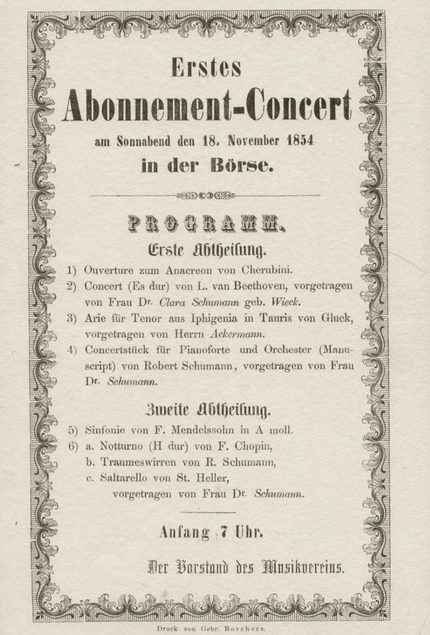 Erstes
Abonnement-Concert
am Sonnabend den 18. November 1854
in der Börse.
PROGRAMM.
Erste Abtheilung.
1) Ouverture zum Anacreon von Cherubini.
2) Concert (Es dur) von L. van Beethoven, vorgetragen
von Frau Dr. Clara Schumann geb. Wieck.
3) Arie für Tenor aus Iphigenia in Tauris von Gluck,
vorgetragen von Herrn Ackermann.
4) Concertstück für Pianoforte und Orchester (Manu-
script) von Robert Schumann, vorgetragen von Frau
Dr. Schumann.
Zweite Abtheilung.
5) Sinfonie von F. Mendelssohn in A moll.
6) a. Notturno (H dur) von F. Chopin,
b. Traumeswirren von R. Schumann,
c. Saltarello von St. Heller,
vorgetragen von Frau Dr. Schumann.
Anfang 7 Uhr.
Der Vorstand des Musikvereins.
Druck von Gebr. Borchers.